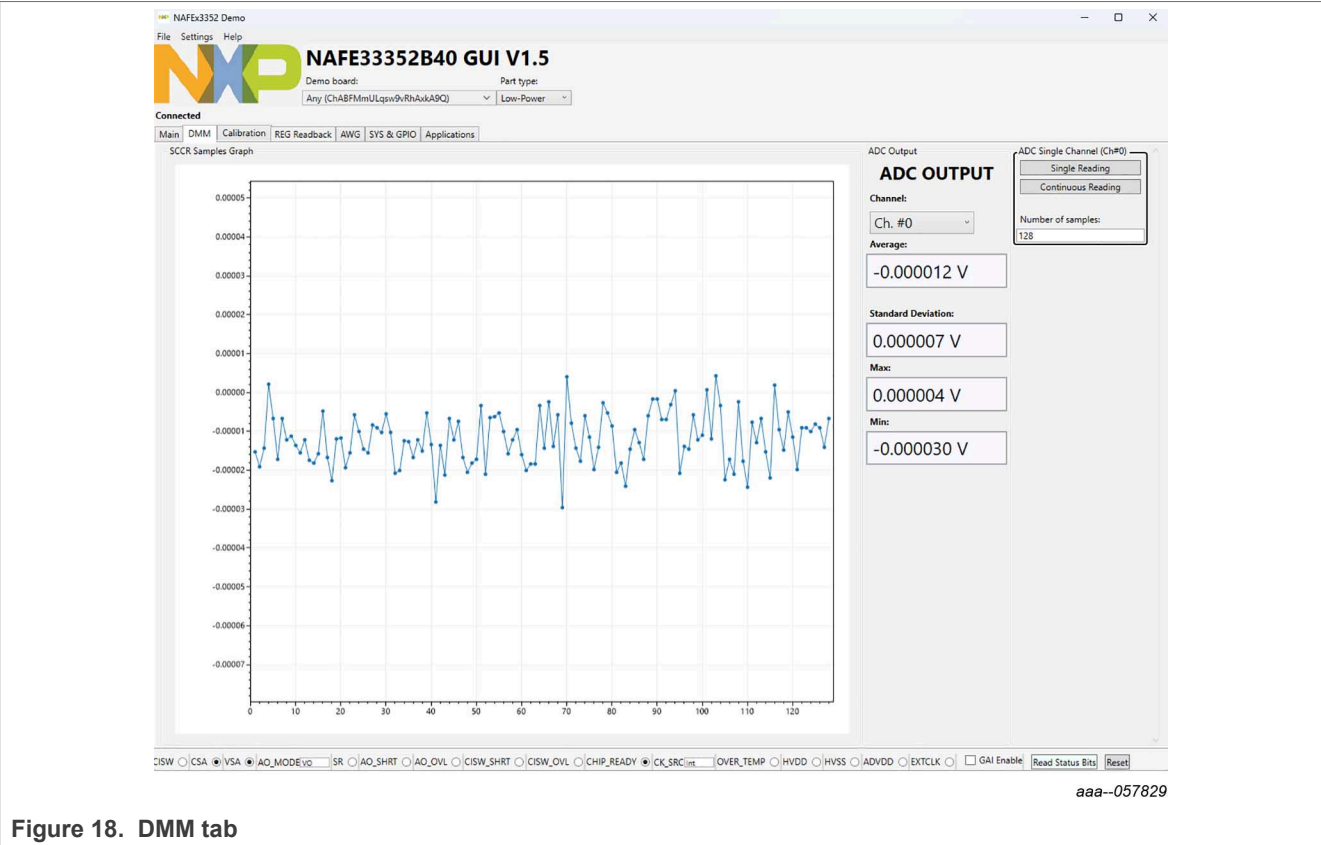 NAFEx3352 Demo
File Settings Help
NXP
NAFE33352B40 GUI V1.5
Demo board: Part type:
Any (ChABFMmULqsw9vRhAxkA9Q) Low-Power
Connected
Main DMM Calibration REG Readback AWG SYS & GPIO Applications
SCCR Samples Graph
0.00005
0.00004
0.00003
0.00002
0.00001
0.00000
-0.00001
-0.00002
-0.00003
-0.00004
-0.00005
-0.00006
-0.00007
0 10 20 30 40 50 60 70 80 90 100 110 120
ADC Output
ADC OUTPUT
Channel:
Ch. #0
Average:
-0.000012 V
Standard Deviation:
0.000007 V
Max:
0.000004 V
Min:
-0.000030 V
ADC Single Channel (Ch#0)
Single Reading
Continuous Reading
Number of samples:
128
CISW CSA VSA AO_MODE VO SR AO_SHRT AO_OVL CISW_SHRT CISW_OVL CHIP_READY CK_SRC Int OVER_TEMP HVDD HVSS ADVDD EXTCLK GAI Enable Read Status Bits Reset
aaa--057829
Figure 18. DMM tab